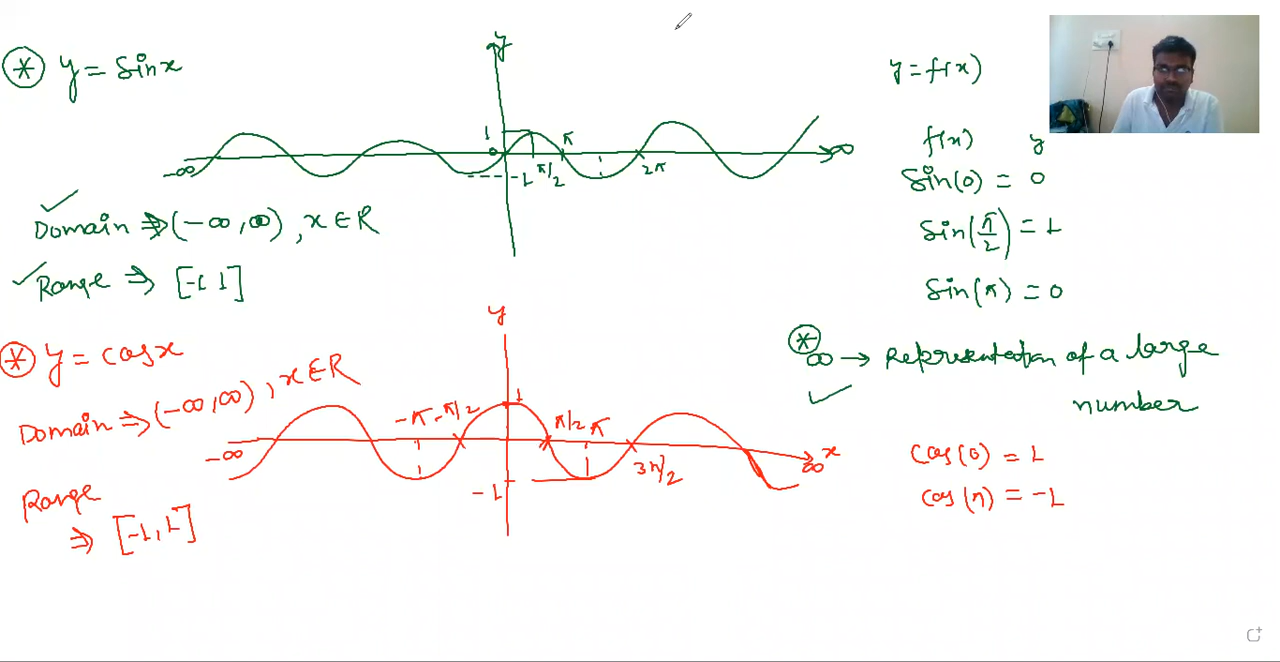 * y = sinx
y
1
0
-1
π/2
π
2π
-∞
∞
Domain ⇒ (-∞, ∞), x ∈ R
Range ⇒ [-1 1]
y = f(x)
f(x) y
sin(0) = 0
sin(π/2) = 1
sin(π) = 0
* ∞ → Representation of a large
number
* y = cosx
Domain ⇒ (-∞, ∞), x ∈ R
Range
⇒ [-1, 1]
y
1
-π
-π/2
π/2
π
3π/2
-∞
∞
x
-1
cos(0) = 1
cos(π) = -1